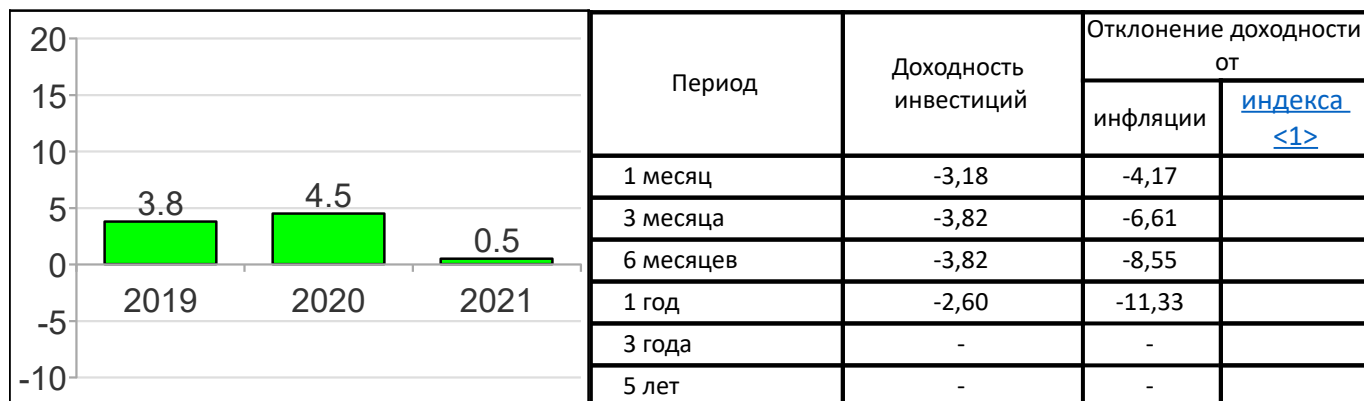 20
15
10
5
0
-5
-10
3.8
4.5
0.5
2019
2020
2021
Период
Доходность
инвестиций
Отклонение доходности
от
инфляции
индекса
<1>
1 месяц -3,18 -4,17
3 месяца -3,82 -6,61
6 месяцев -3,82 -8,55
1 год -2,60 -11,33
3 года - -
5 лет - -